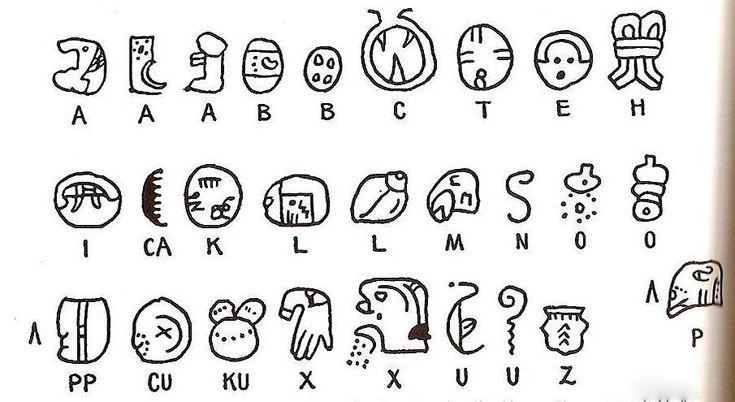 A A A B B C T E H
I CA K L L M N O O
Λ P
Λ PP CU KU X X U U Z